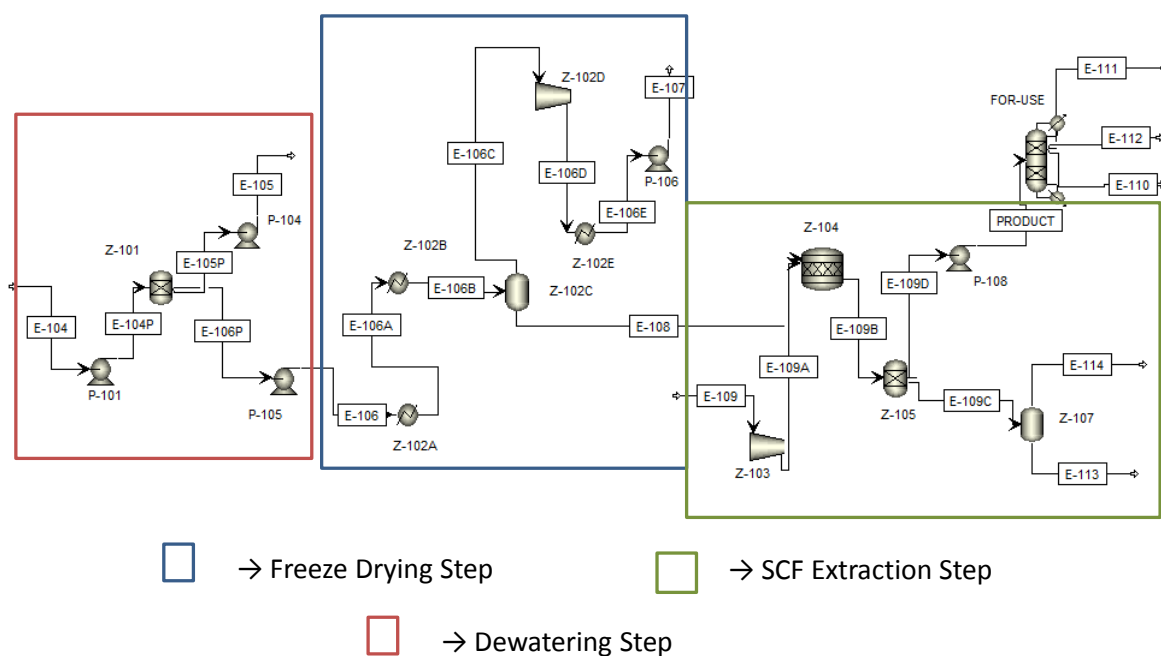 E-111
Z-102D
E-107
FOR-USE
E-112
E-106C
E-105
P-106
E-106D
E-110
P-104
E-106E
PRODUCT
Z-101
Z-104
E-105P
Z-102B
Z-102E
E-109D
P-108
E-106B
Z-102C
E-104
E-104P
E-106A
E-108
E-109B
E-106P
E-109A
E-114
P-101
E-109
Z-105
E-109C
P-105
E-106
Z-107
Z-102A
Z-103
E-113
→ Freeze Drying Step
→ SCF Extraction Step
→ Dewatering Step